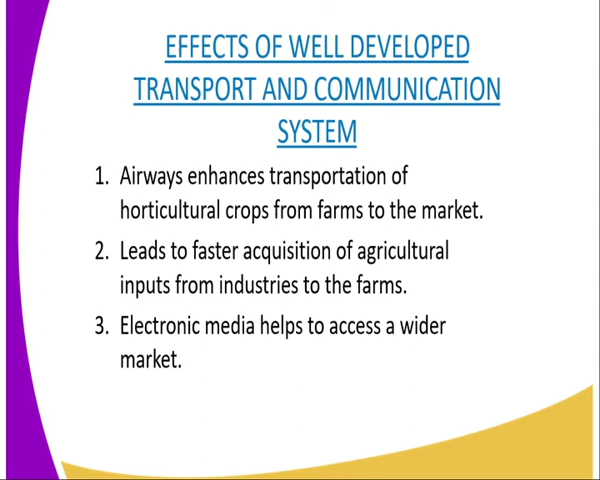 EFFECTS OF WELL DEVELOPED
TRANSPORT AND COMMUNICATION
SYSTEM
1. Airways enhances transportation of
horticultural crops from farms to the market.
2. Leads to faster acquisition of agricultural
inputs from industries to the farms.
3. Electronic media helps to access a wider
market.